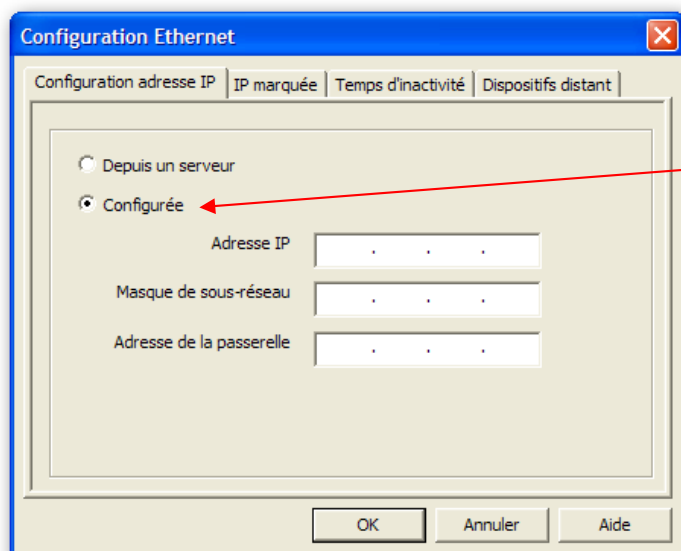 Configuration Ethernet
Configuration adresse IP IP marquée Temps d'inactivité Dispositifs distant
Depuis un serveur
Configurée
Adresse IP . . .
Masque de sous-réseau . . .
Adresse de la passerelle . . .
OK Annuler Aide